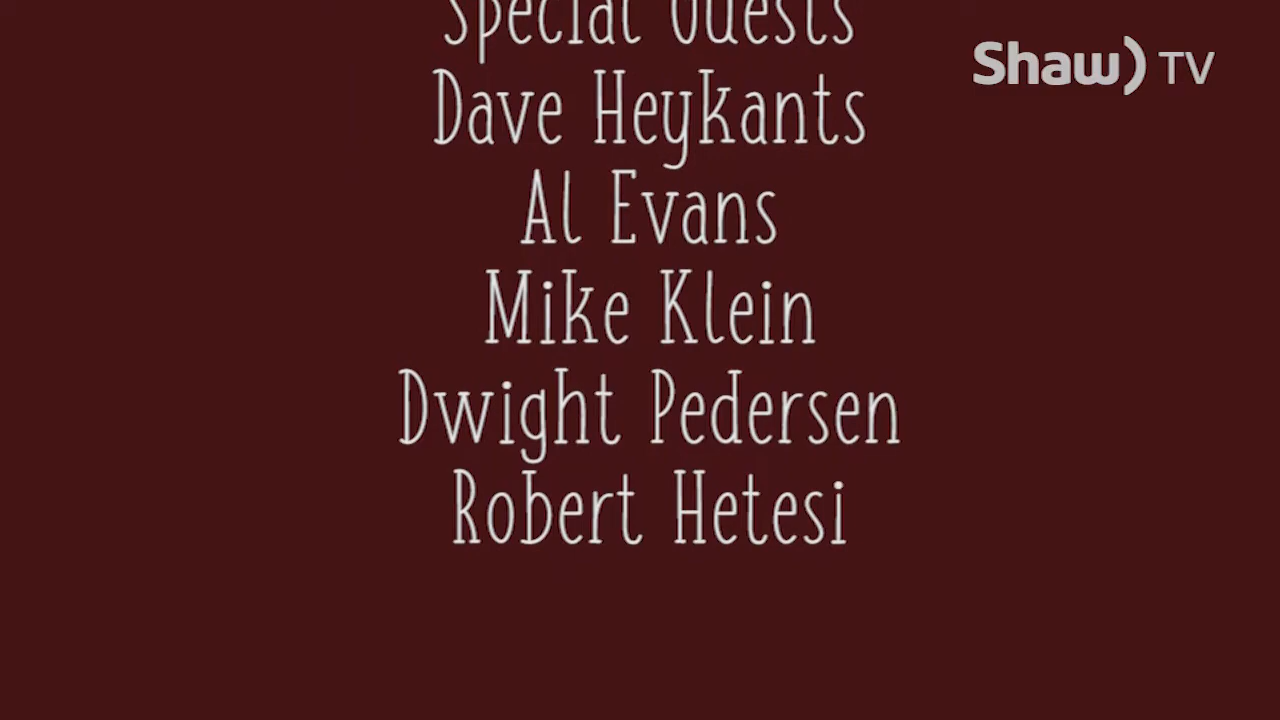 Special Guests
Shaw) TV
Dave Heykants
Al Evans
Mike Klein
Dwight Pedersen
Robert Hetesi